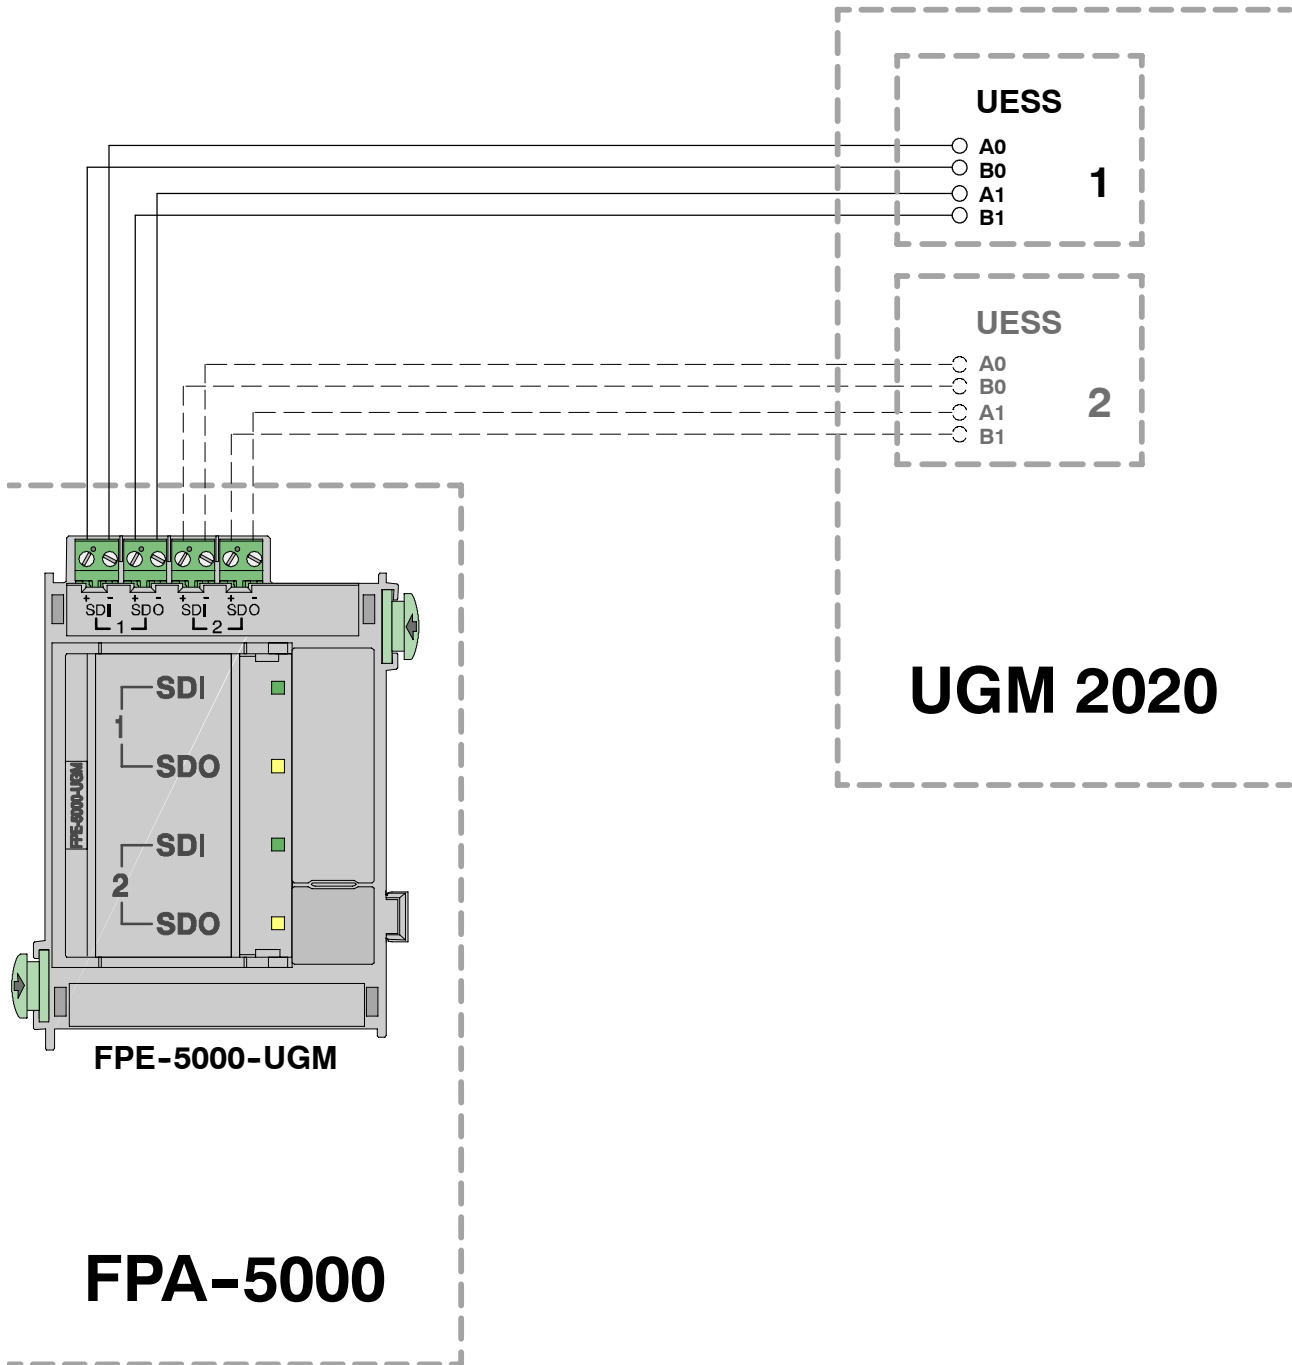 UESS
A0
B0
A1
B1
1
UESS
A0
B0
A1
B1
2
UGM 2020
+ - + - + - + -
SDI SDO SDI SDO
1 2
SDI
1
SDO
SDI
2
SDO
FPE-5000-UGM
FPE-5000-UGM
FPA-5000